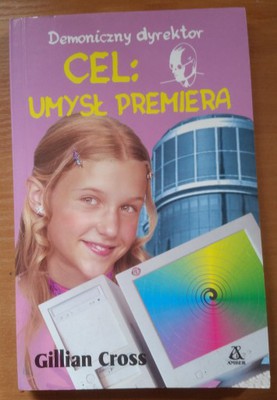 Demoniczny dyrektor
CEL:
UMYSŁ PREMIERA
Gillian Cross
AMBER